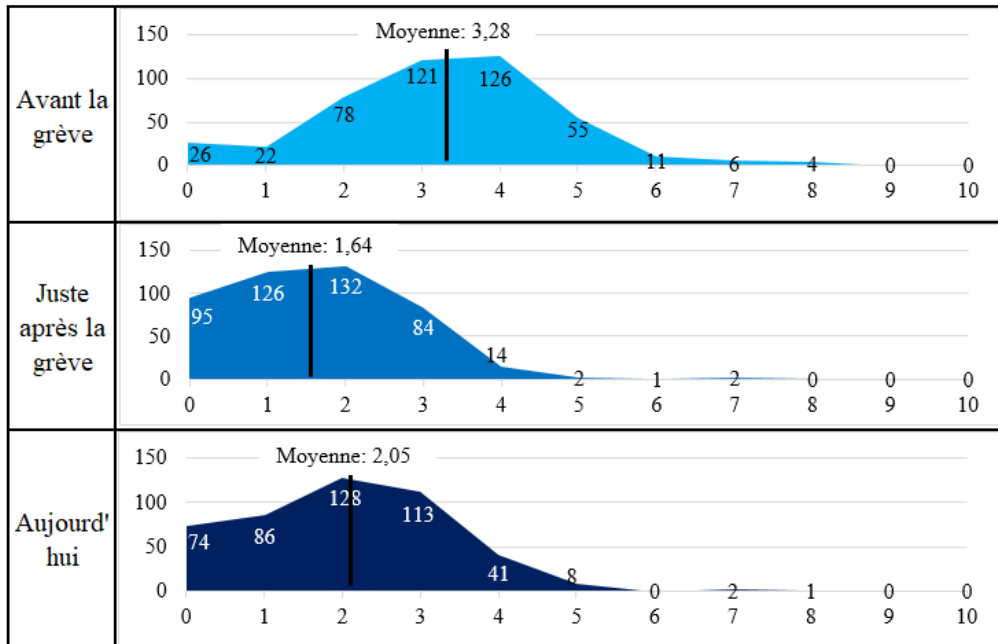 Avant la
grève
Moyenne: 3,28
150
100
50
0
26 22 78 121 126 55 11 6 4 0 0
0 1 2 3 4 5 6 7 8 9 10
Juste
après la
grève
Moyenne: 1,64
150
100
50
0
95 126 132 84 14 2 1 2 0 0 0
0 1 2 3 4 5 6 7 8 9 10
Aujourd'
hui
Moyenne: 2,05
150
100
50
0
74 86 128 113 41 8 0 2 1 0 0
0 1 2 3 4 5 6 7 8 9 10